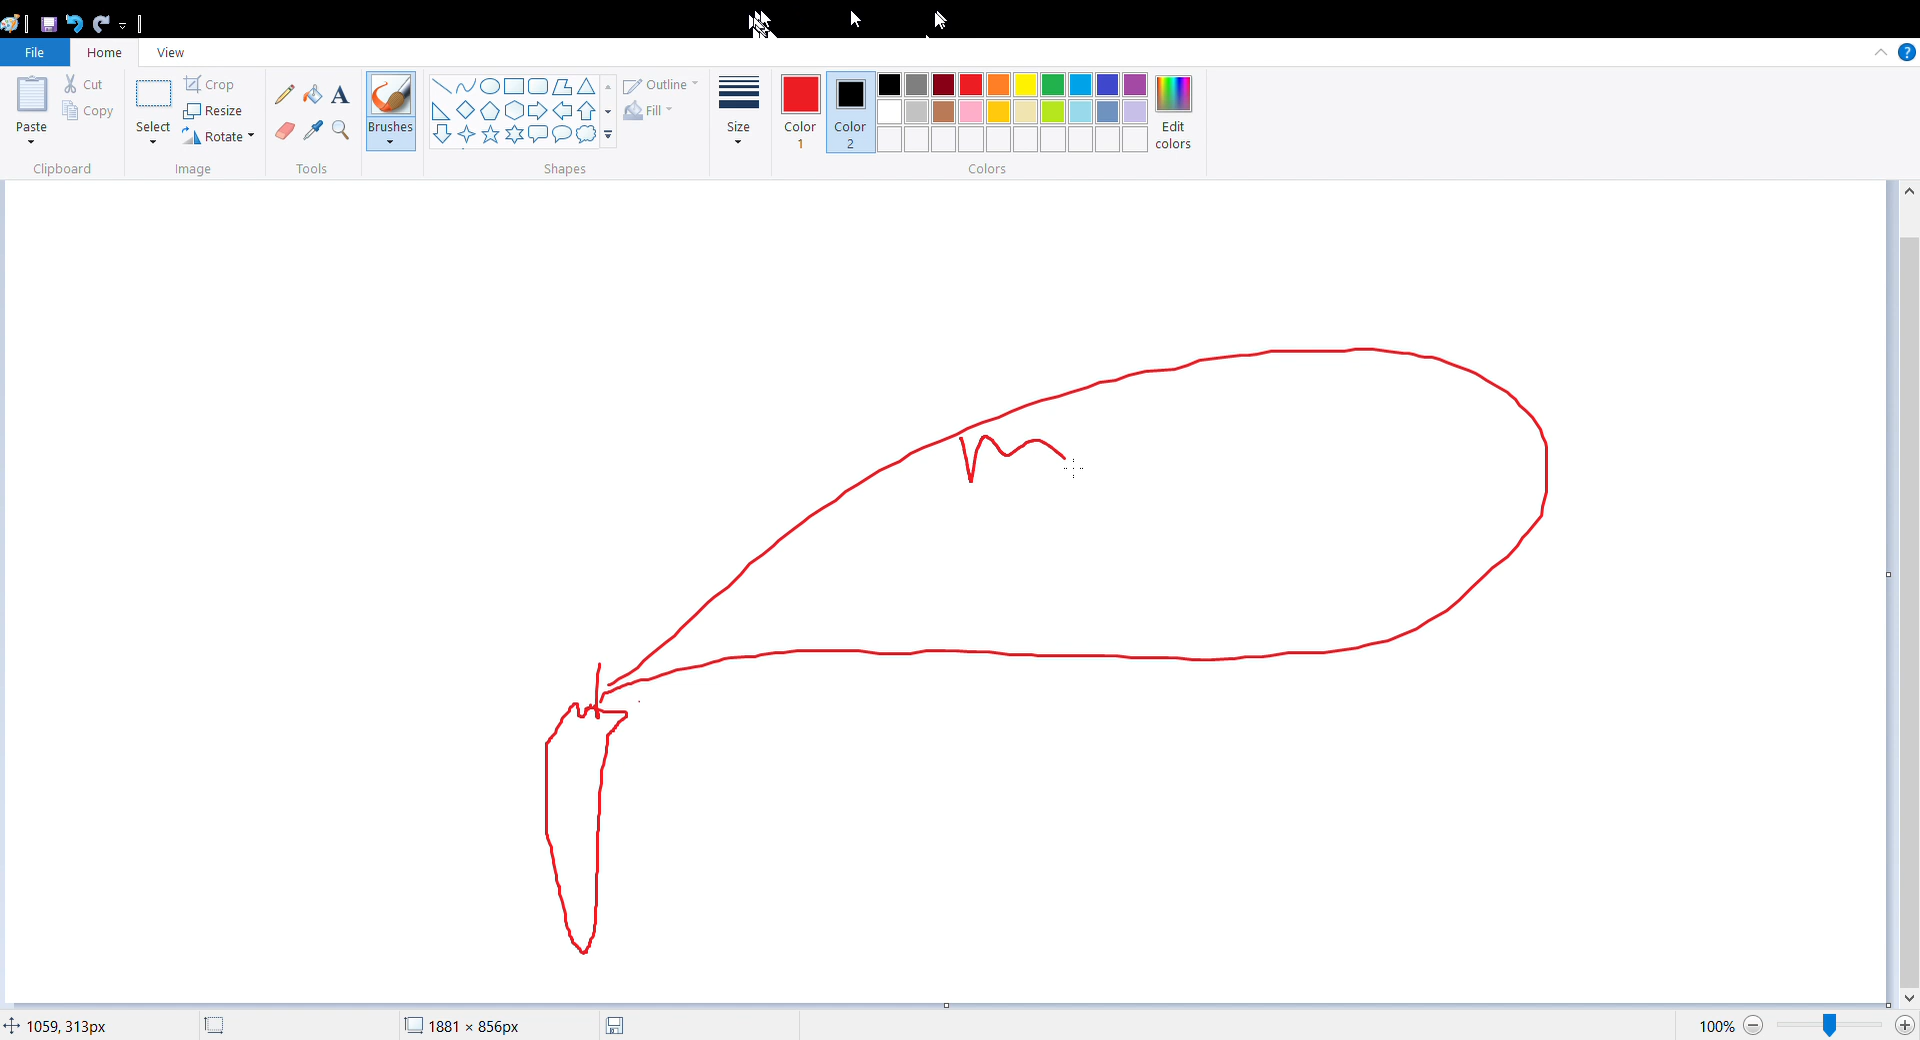 File Home View
Paste Cut Copy Clipboard
Select Crop Resize Rotate Image
A Tools
Brushes
Outline Fill Shapes
Size
Color 1 Color 2 Edit colors Colors
1059, 313px 1881 × 856px 100%